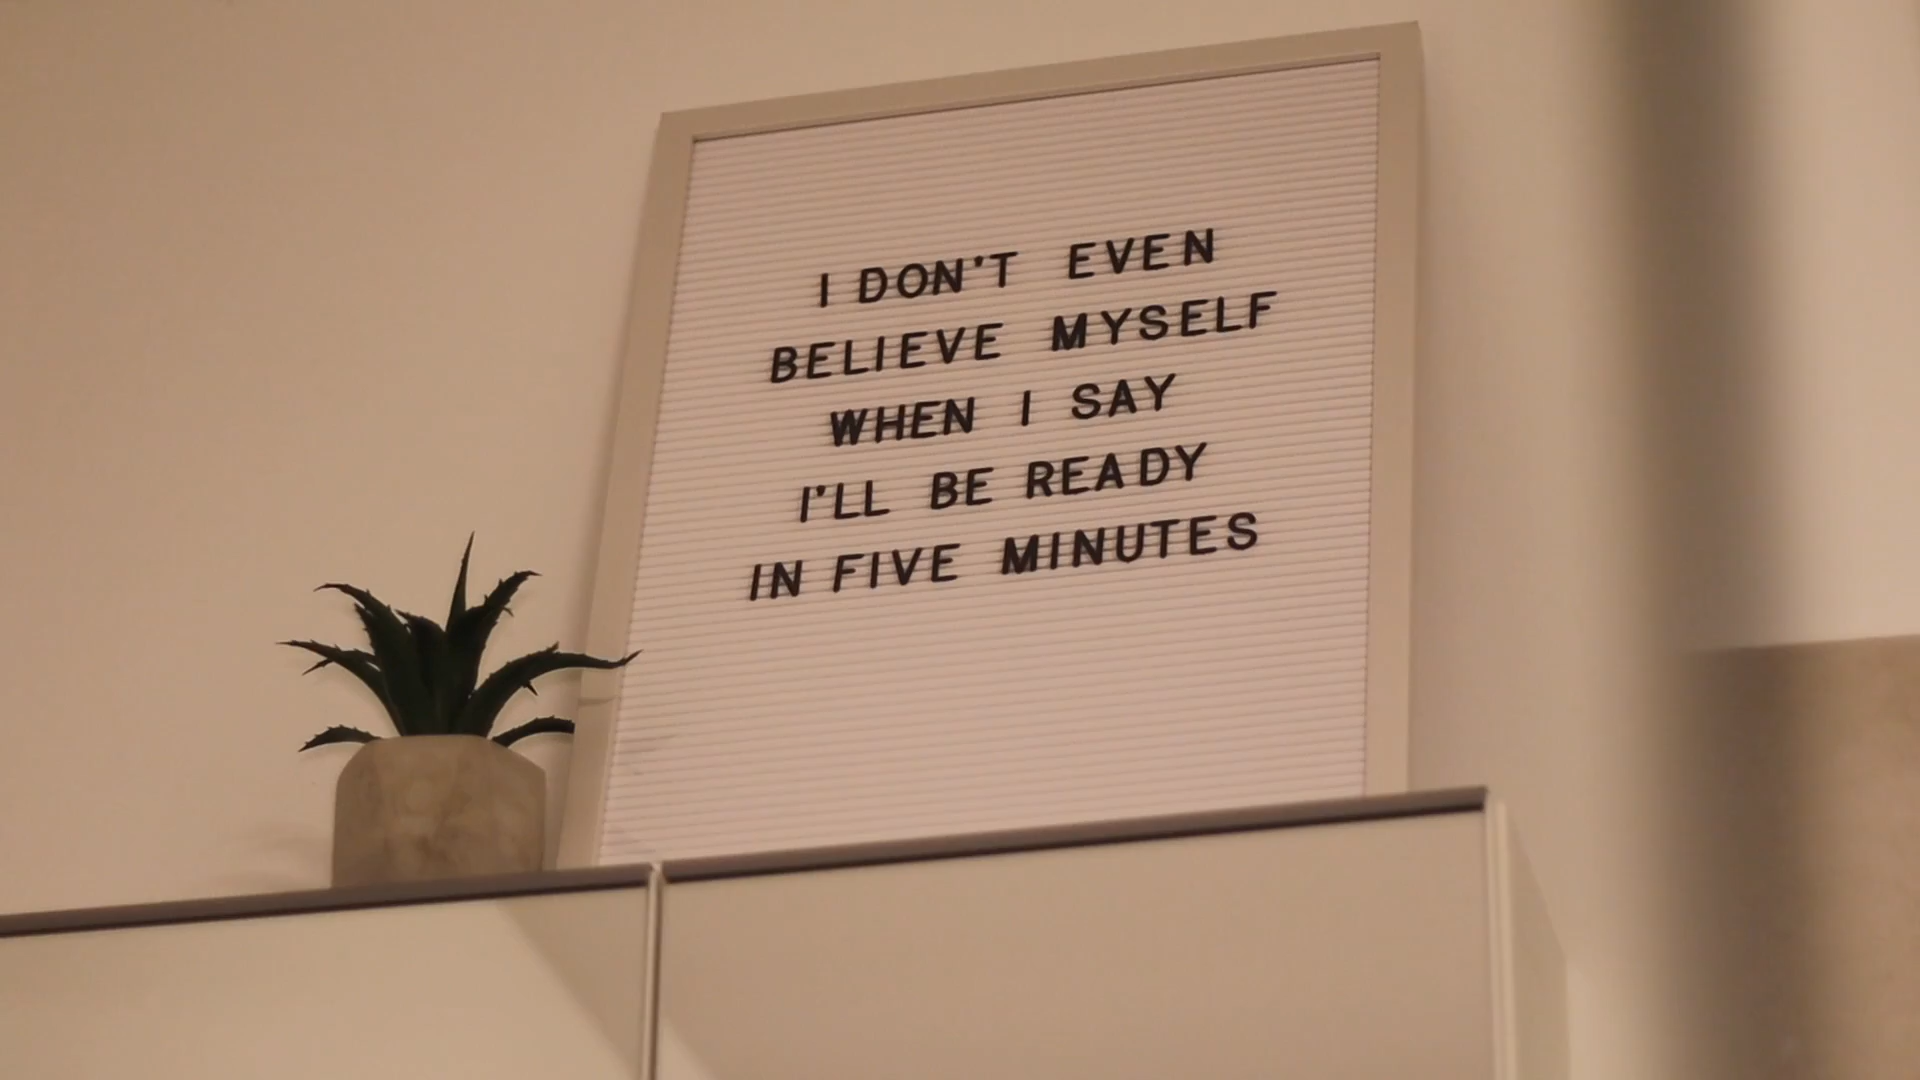 I DON'T EVEN
BELIEVE MYSELF
WHEN I SAY
I'LL BE READY
IN FIVE MINUTES